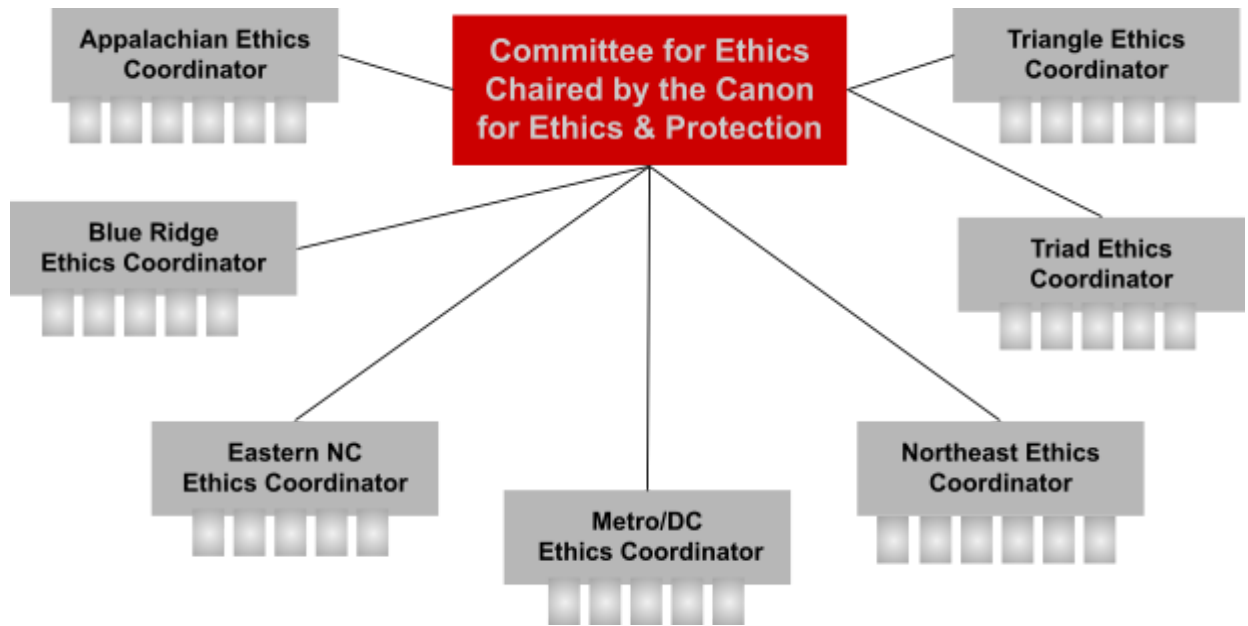 Appalachian Ethics
Coordinator
Committee for Ethics
Chaired by the Canon
for Ethics & Protection
Triangle Ethics
Coordinator
Blue Ridge
Ethics Coordinator
Triad Ethics
Coordinator
Eastern NC
Ethics Coordinator
Metro/DC
Ethics Coordinator
Northeast Ethics
Coordinator